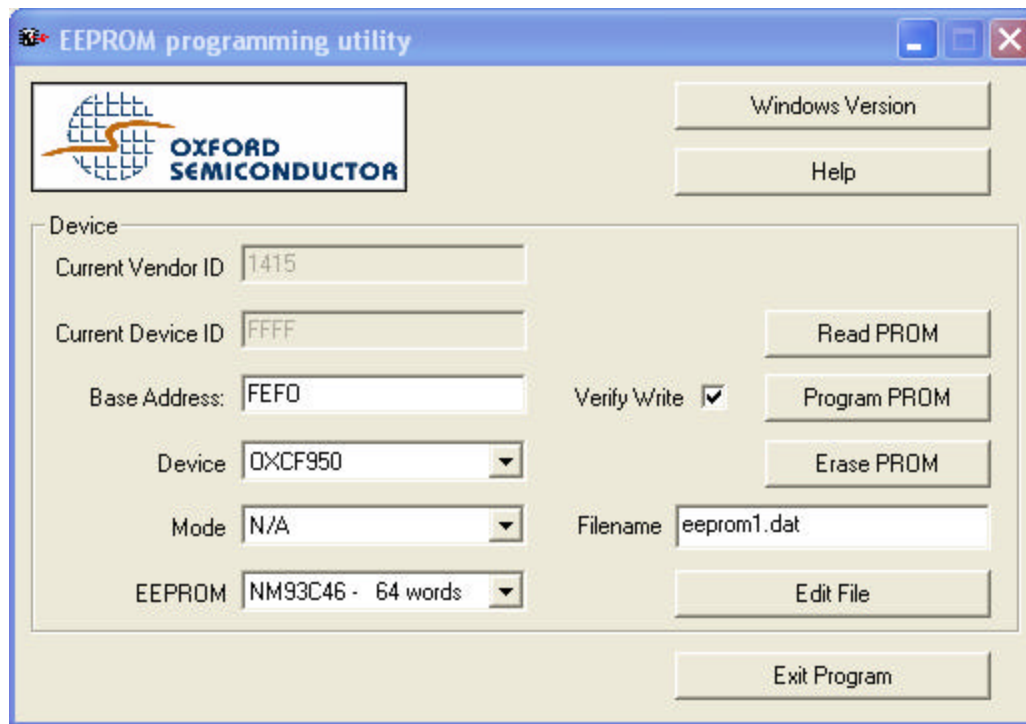 EEPROM programming utility
OXFORD
SEMICONDUCTOR
Windows Version
Help
Device
Current Vendor ID 1415
Current Device ID FFFF
Read PROM
Base Address: FEF0
Verify Write
Program PROM
Device OXCF950
Erase PROM
Mode N/A
Filename eeprom1.dat
EEPROM NM93C46 - 64 words
Edit File
Exit Program